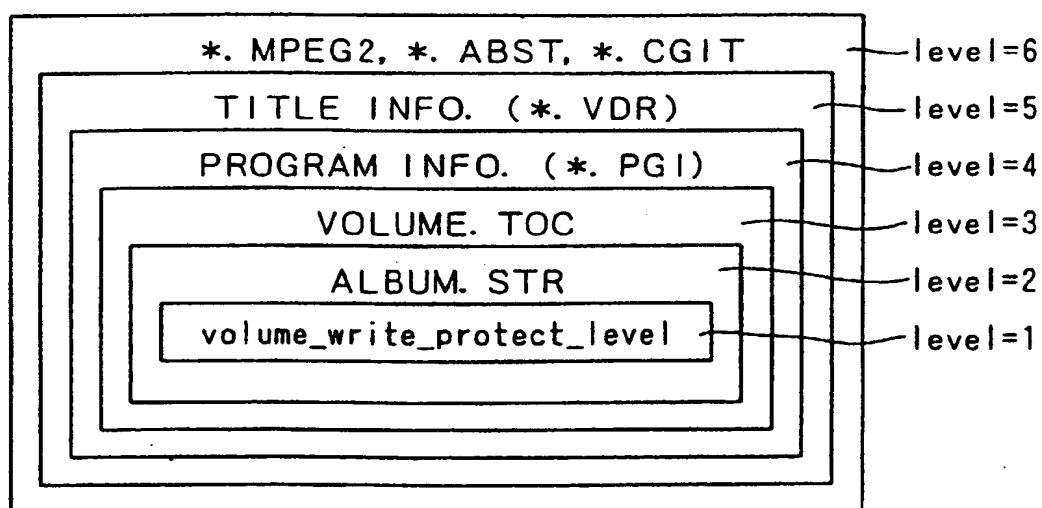 *. MPEG2, *. ABST, *. CGIT level=6
TITLE INFO. (*. VDR) level=5
PROGRAM INFO. (*. PGI) level=4
VOLUME. TOC level=3
ALBUM. STR level=2
volume_write_protect_level level=1